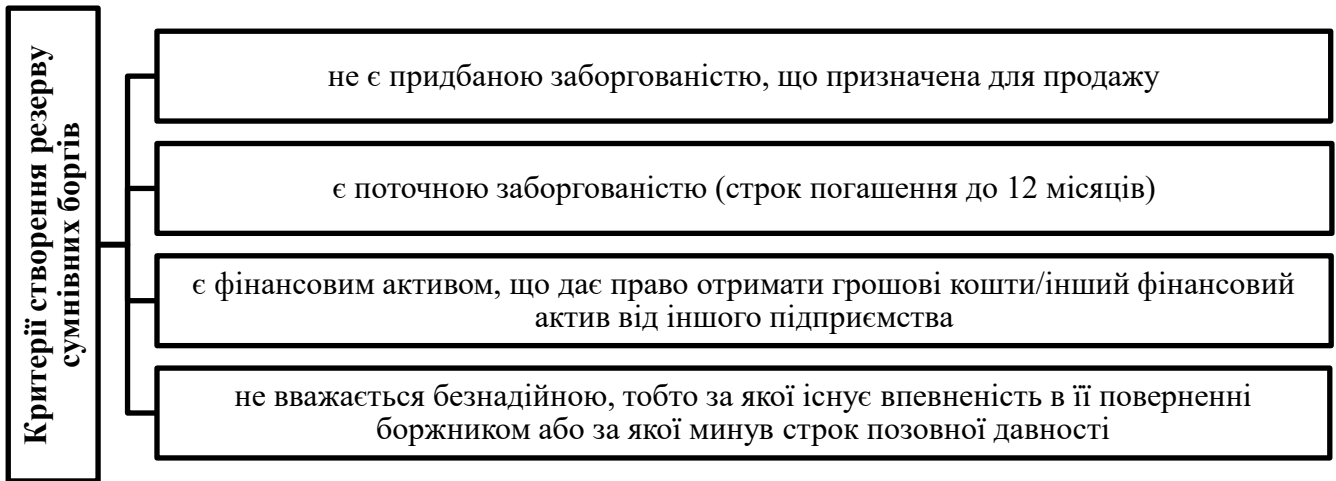 Критерії створення резерву
сумнівних боргів
не є придбаною заборгованістю, що призначена для продажу
є поточною заборгованістю (строк погашення до 12 місяців)
є фінансовим активом, що дає право отримати грошові кошти/інший фінансовий
актив від іншого підприємства
не вважається безнадійною, тобто за якої існує впевненість в її поверненні
боржником або за якої минув строк позовної давності